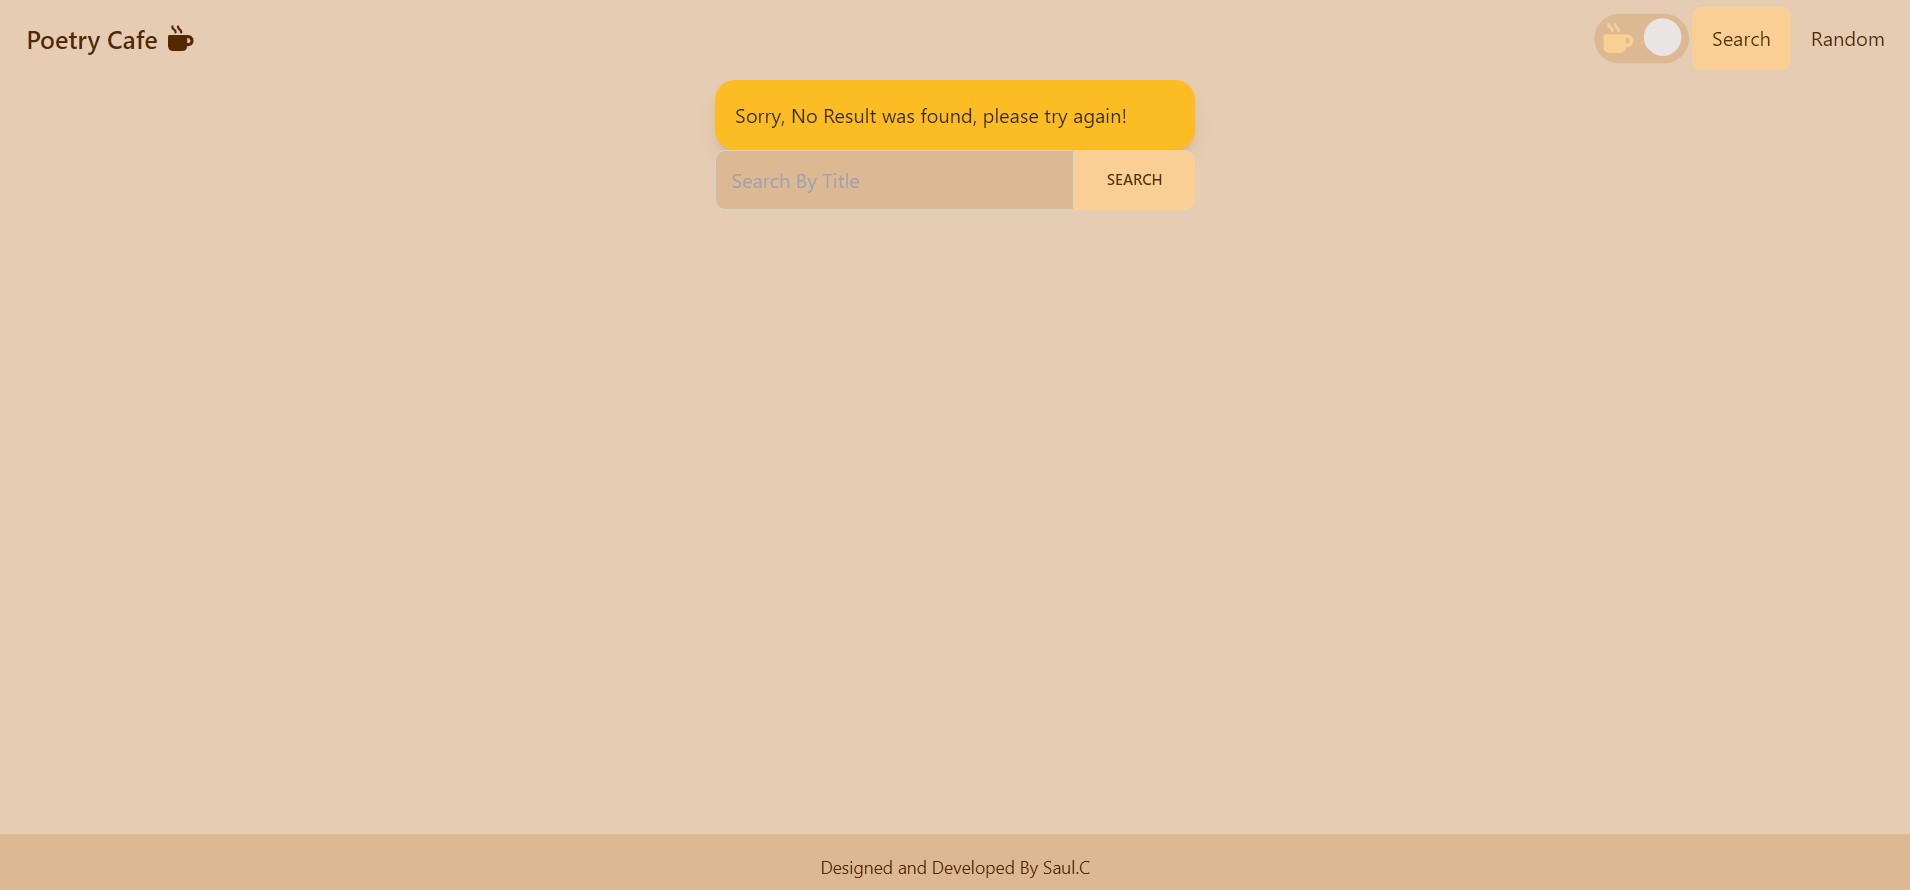 Poetry Cafe
Search
Random
Sorry, No Result was found, please try again!
Search By Title
SEARCH
Designed and Developed By Saul.C